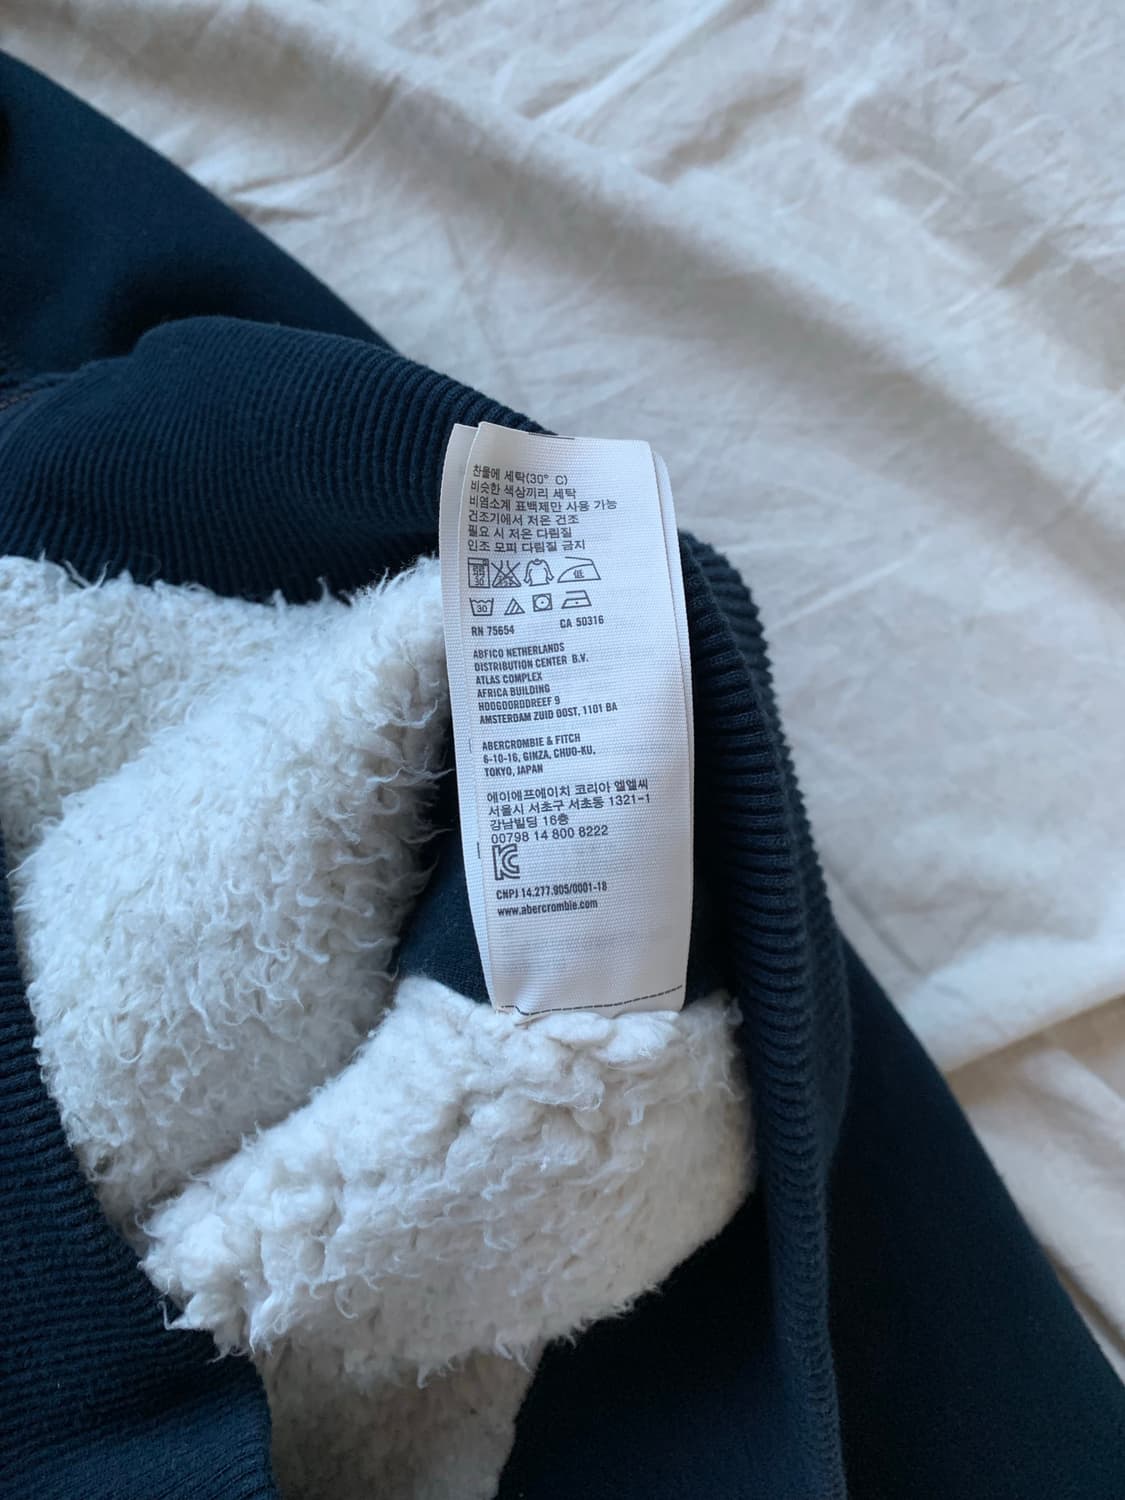 찬물에 세탁(30° C)
비슷한 색상끼리 세탁
비염소계 표백제만 사용 가능
건조기에서 저온 건조
필요 시 저온 다림질
인조 모피 다림질 금지
低
30
RN 75654 CA 50316
ABFICO NETHERLANDS
DISTRIBUTION CENTER B.V.
ATLAS COMPLEX
AFRICA BUILDING
HOOGOORDDREEF 9
AMSTERDAM ZUID OOST, 1101 BA
ABERCROMBIE & FITCH
6-10-16, GINZA, CHUO-KU,
TOKYO, JAPAN
에이에프에이치 코리아 엘엘씨
서울시 서초구 서초동 1321-1
강남빌딩 16층
00798 14 800 8222
KC
CNPJ 14.277.905/0001-18
www.abercrombie.com